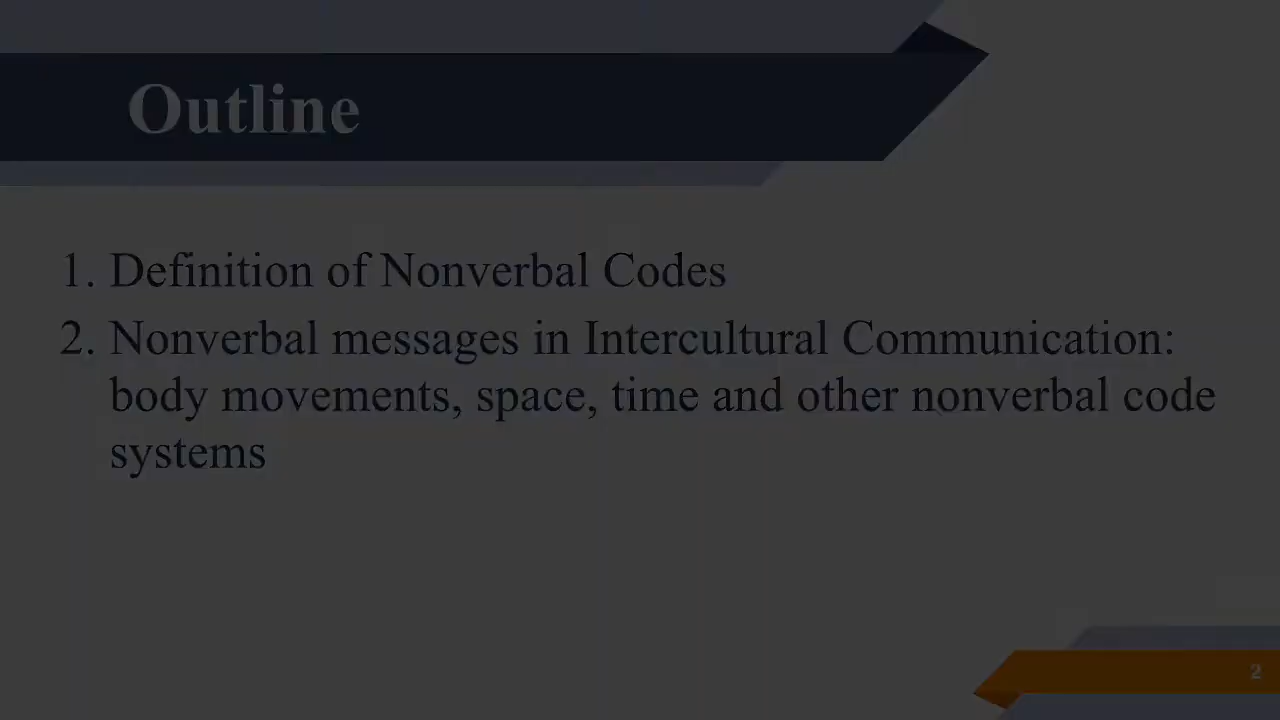 Outline
1. Definition of Nonverbal Codes
2. Nonverbal messages in Intercultural Communication:
body movements, space, time and other nonverbal code
systems
2